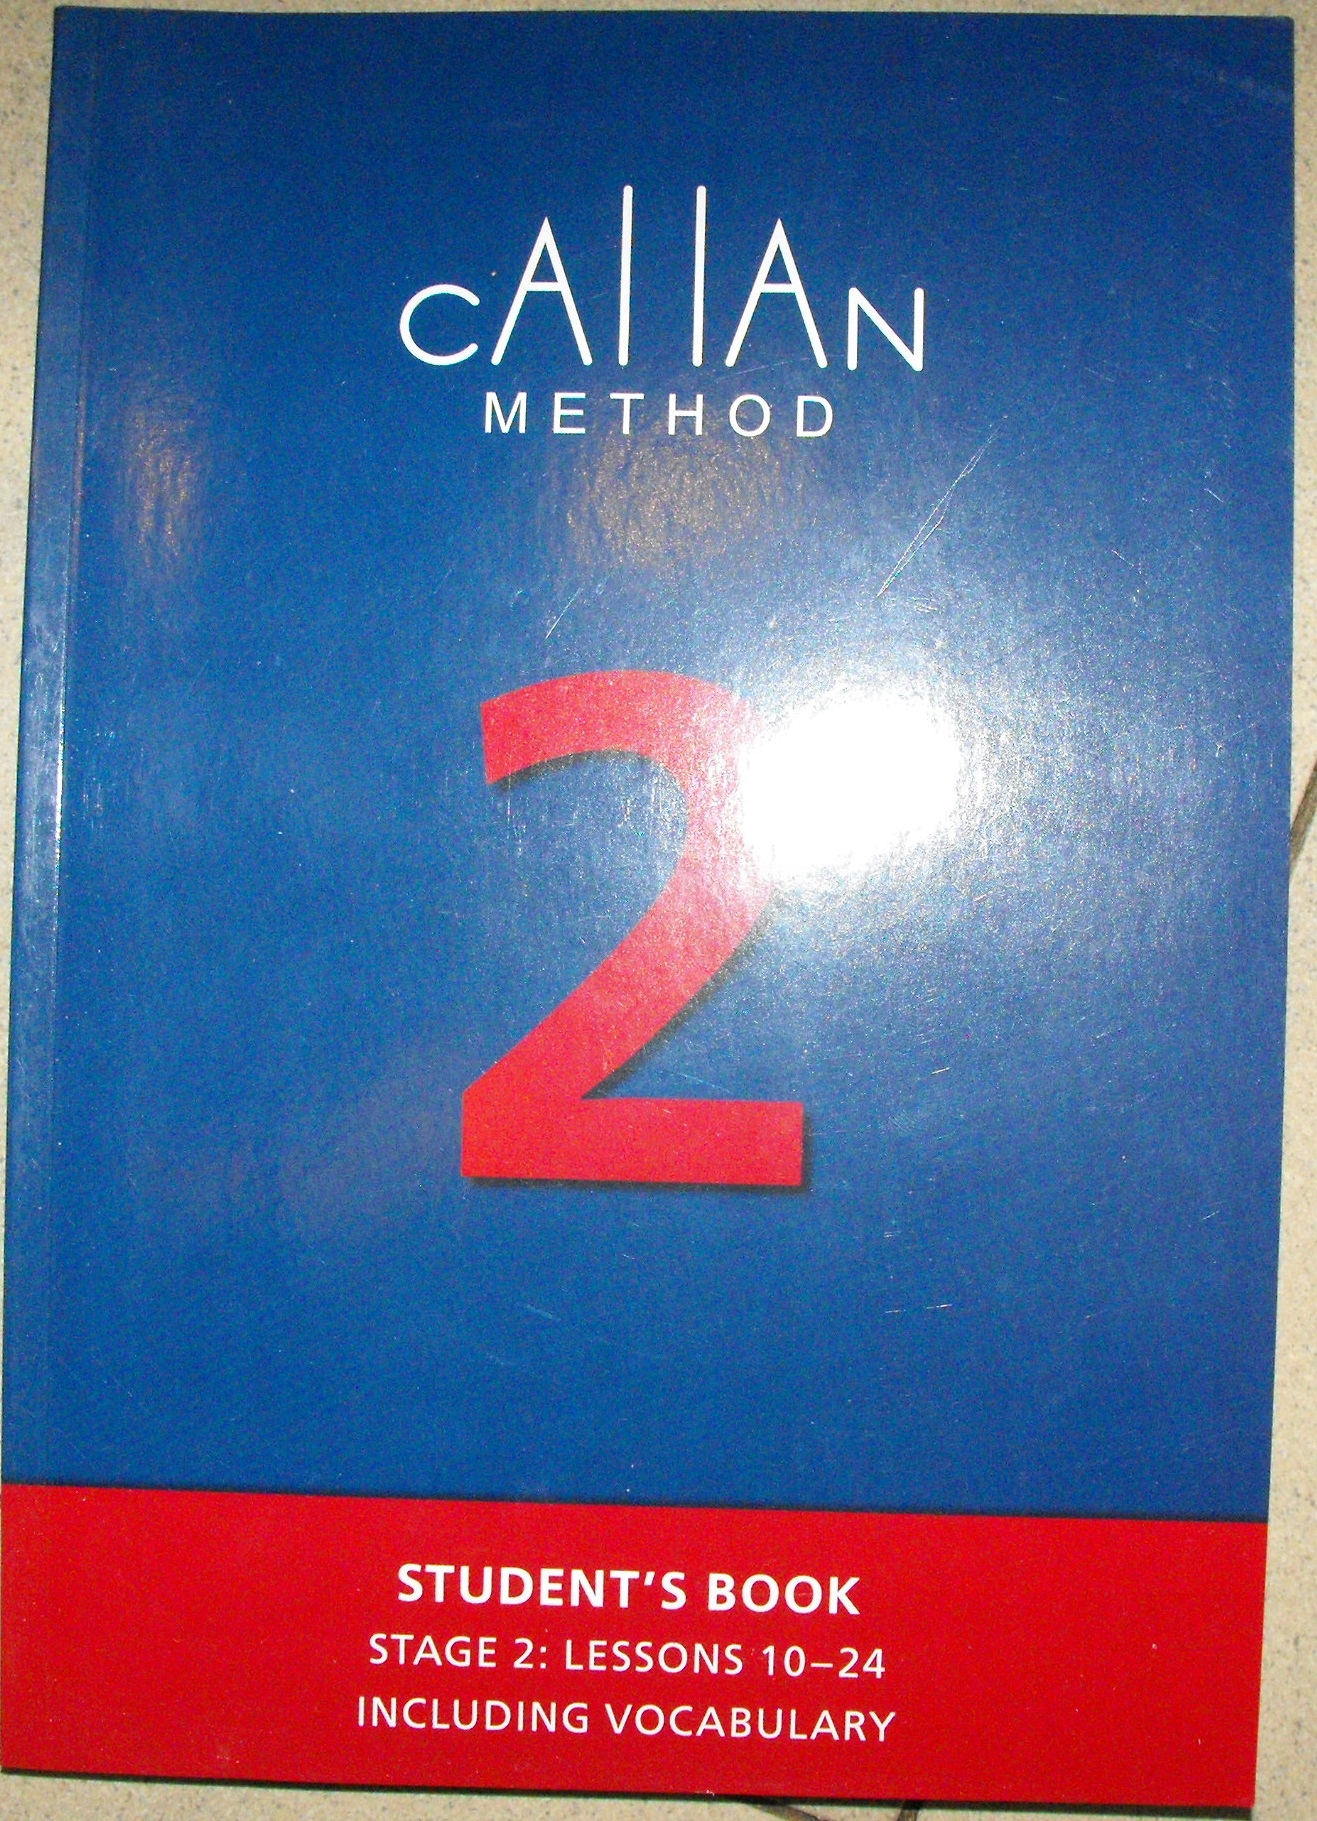 CAllAN
METHOD
2
STUDENT'S BOOK
STAGE 2: LESSONS 10–24
INCLUDING VOCABULARY